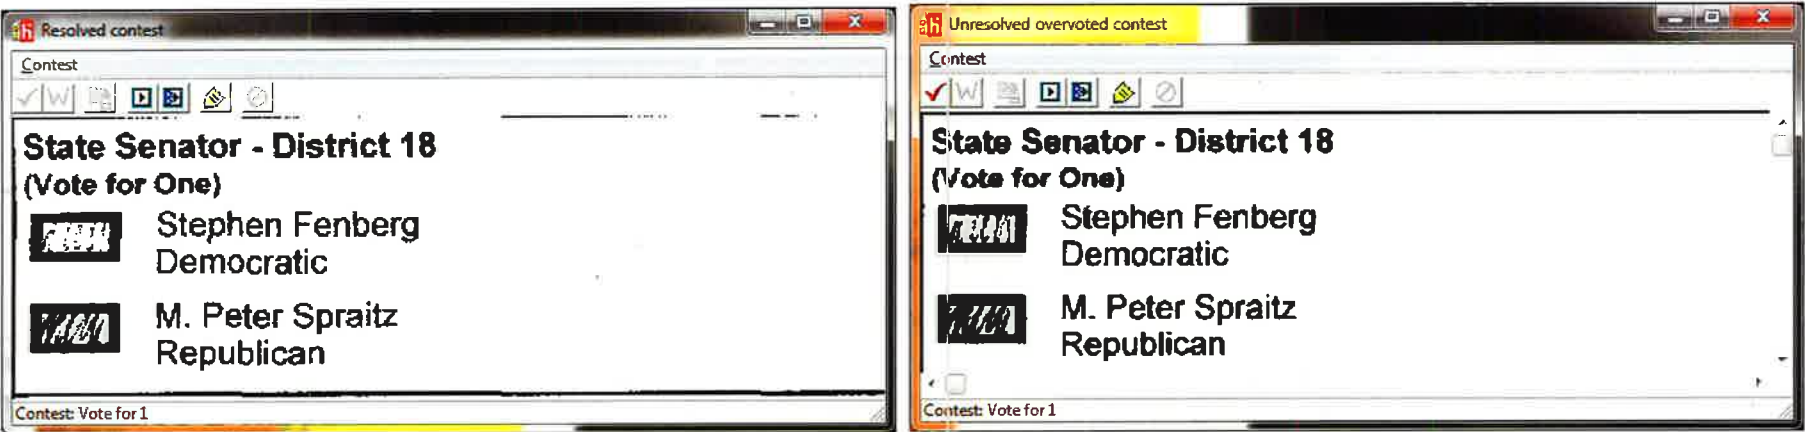 Resolved contest
Contest
State Senator - District 18
(Vote for One)
Stephen Fenberg
Democratic
M. Peter Spraitz
Republican
Contest: Vote for 1
Unresolved overvoted contest
Contest
State Senator - District 18
(Vote for One)
Stephen Fenberg
Democratic
M. Peter Spraitz
Republican
Contest: Vote for 1